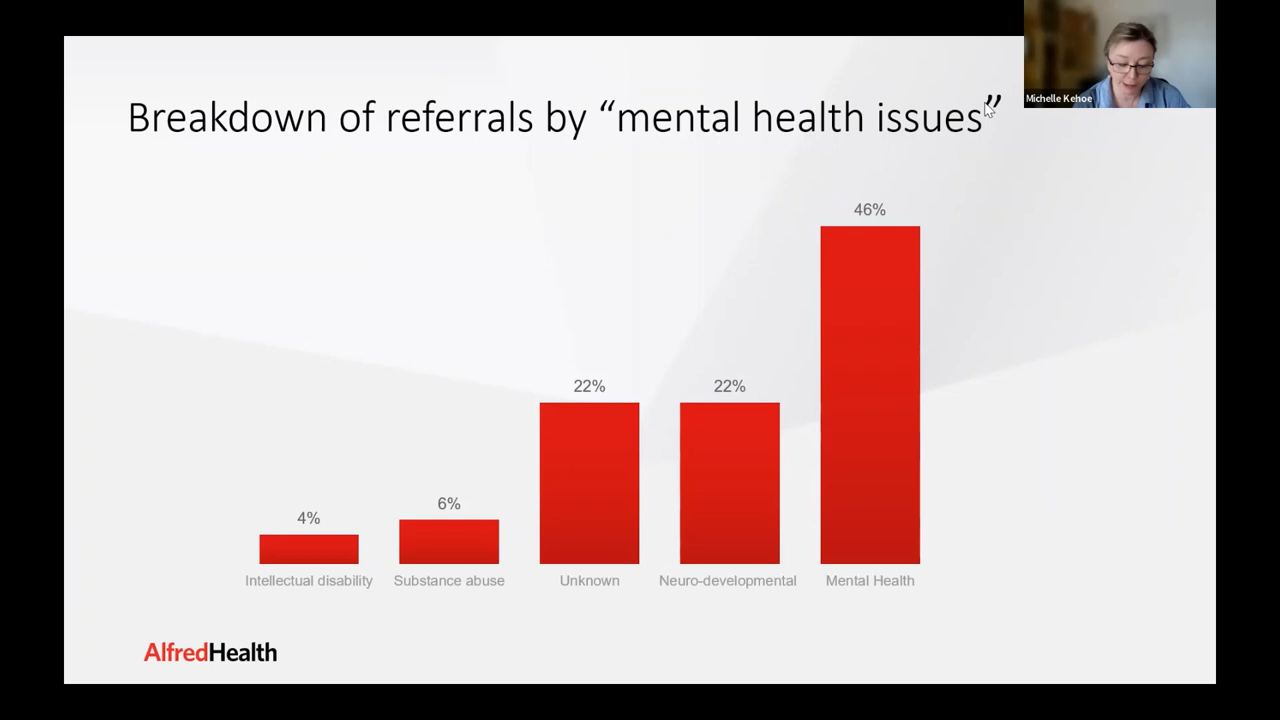 Michelle Kehoe
Breakdown of referrals by “mental health issues”
46%
22%
22%
6%
4%
Intellectual disability
Substance abuse
Unknown
Neuro-developmental
Mental Health
AlfredHealth